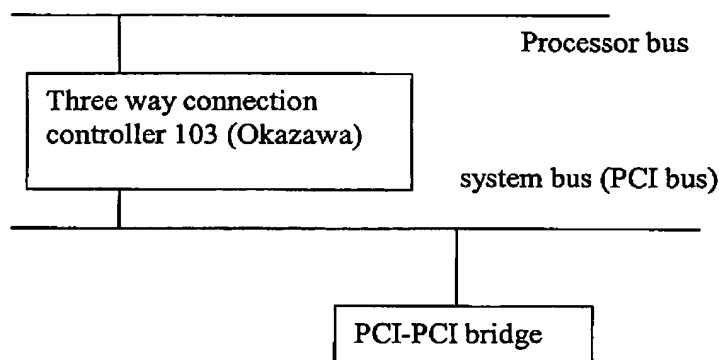 Processor bus
Three way connection
controller 103 (Okazawa)
system bus (PCI bus)
PCI-PCI bridge